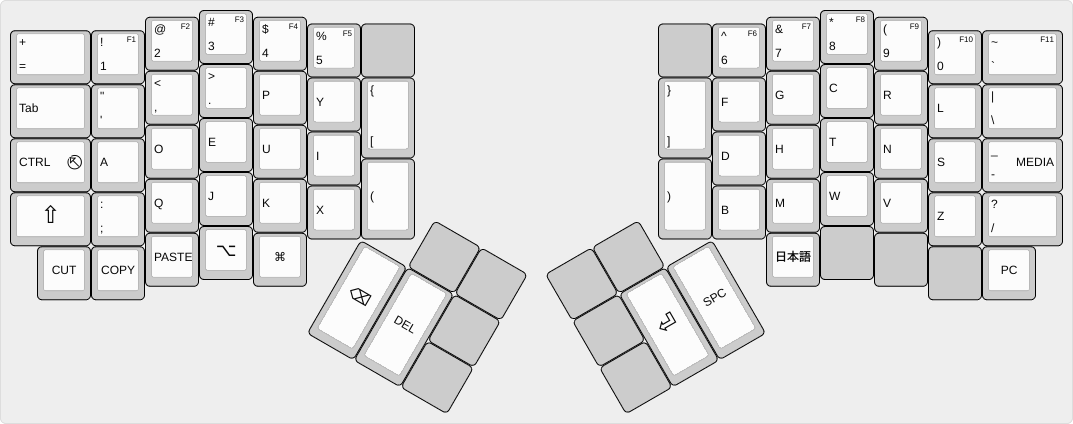 + ! F1 @ F2 # F3 $ F4 % F5 ^ F6 & F7 * F8 ( F9 ) F10 ~ F11
= 1 2 3 4 5 6 7 8 9 0 `
Tab " < > P Y { } F G C R L |
' , . [ ] \
CTRL A O E U I D H T N S _ MEDIA
-
⇧ : Q J K X ( ) B M W V Z ?
; /
CUT COPY PASTE ⌥ ⌘ 日本語 PC
DEL SPC